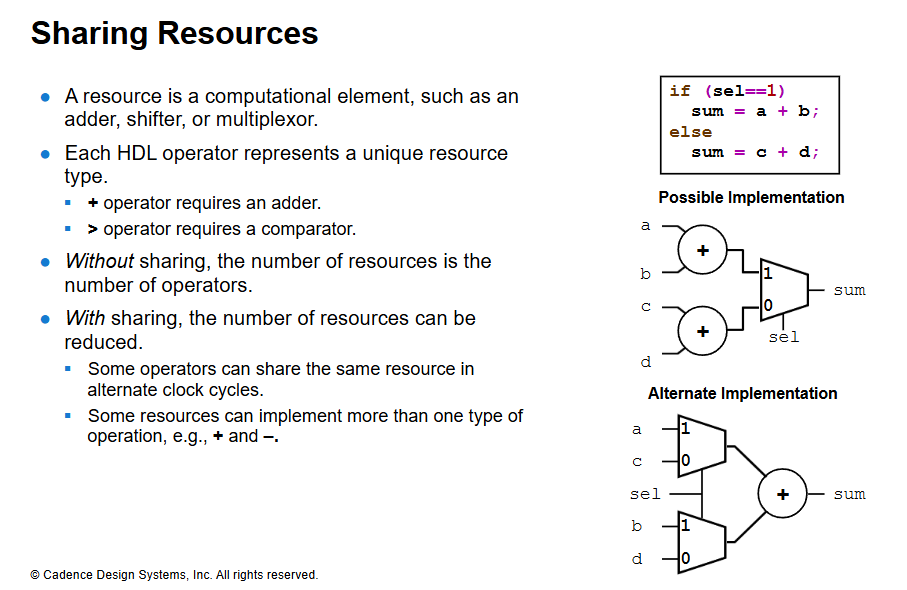 Sharing Resources
A resource is a computational element, such as an
adder, shifter, or multiplexor.
Each HDL operator represents a unique resource
type.
+ operator requires an adder.
> operator requires a comparator.
Without sharing, the number of resources is the
number of operators.
With sharing, the number of resources can be
reduced.
Some operators can share the same resource in
alternate clock cycles.
Some resources can implement more than one type of
operation, e.g., + and –.
if (sel==1)
sum = a + b;
else
sum = c + d;
Possible Implementation
a
+
b
1
sum
c
0
+
sel
d
Alternate Implementation
a 1
c 0
sel + sum
b 1
d 0
© Cadence Design Systems, Inc. All rights reserved.